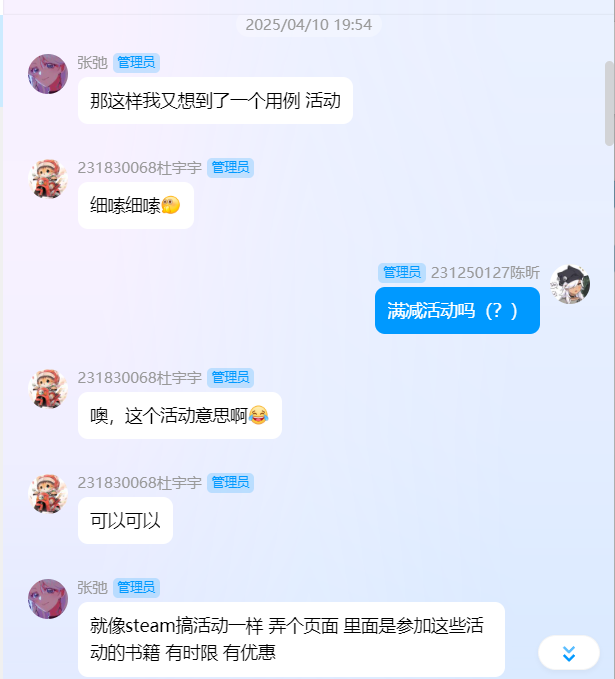 2025/04/10 19:54
张弛 管理员
那这样我又想到了一个用例 活动
231830068杜宇宇 管理员
细嗦细嗦🫣
管理员 231250127陈昕
满减活动吗（？）
231830068杜宇宇 管理员
噢，这个活动意思啊😂
231830068杜宇宇 管理员
可以可以
张弛 管理员
就像steam搞活动一样 弄个页面 里面是参加这些活
动的书籍 有时限 有优惠